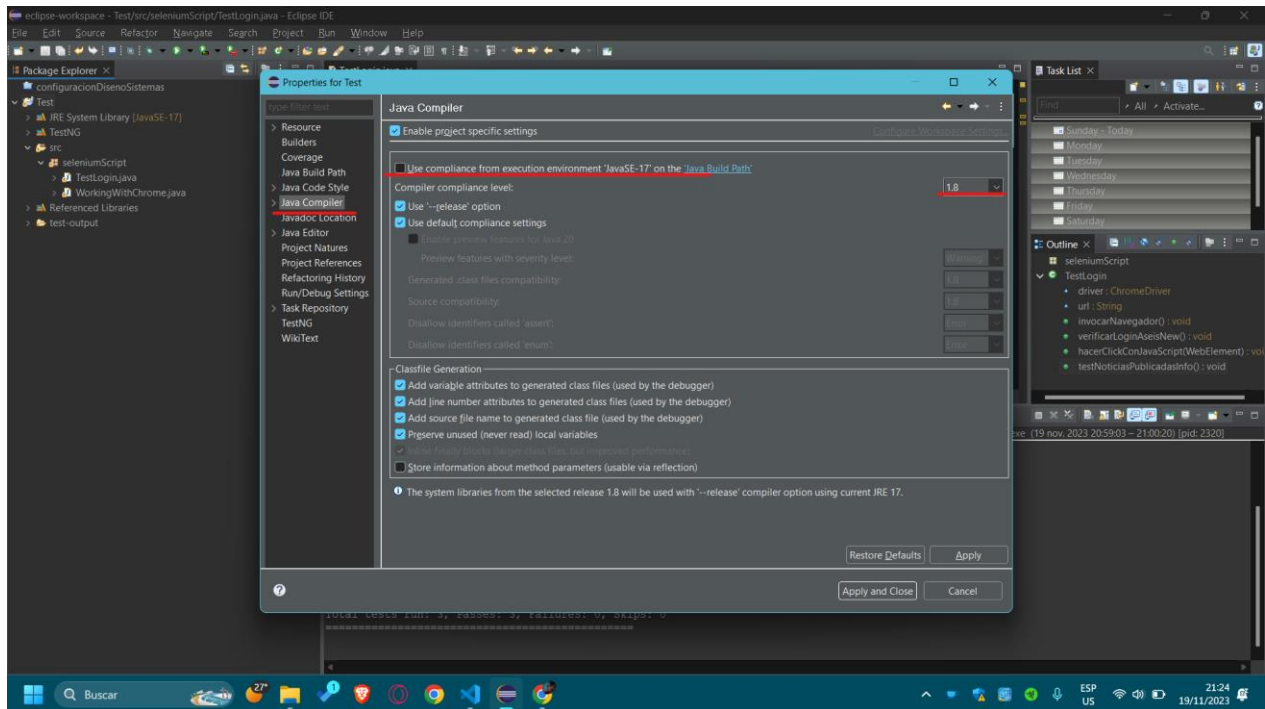 eclipse-workspace - Test/src/seleniumScript/TestLogin.java - Eclipse IDE
File Edit Source Refactor Navigate Search Project Run Window Help
Package Explorer
configuracionDisenoSistemas
Test
JRE System Library [JavaSE-17]
TestNG
src
seleniumScript
TestLogin.java
WorkingWithChrome.java
Referenced Libraries
test-output
Properties for Test
type filter text
Resource
Builders
Coverage
Java Build Path
Java Code Style
Java Compiler
Javadoc Location
Java Editor
Project Natures
Project References
Refactoring History
Run/Debug Settings
Task Repository
TestNG
WikiText
Java Compiler
Enable project specific settings
Configure Workspace Settings...
Use compliance from execution environment 'JavaSE-17' on the 'Java Build Path'
Compiler compliance level: 1.8
Use '--release' option
Use default compliance settings
Enable preview features for Java 20
Preview features with severity level: Warning
Generated .class files compatibility: 1.8
Source compatibility: 1.8
Disallow identifiers called 'assert': Error
Disallow identifiers called 'enum': Error
Classfile Generation
Add variable attributes to generated class files (used by the debugger)
Add line number attributes to generated class files (used by the debugger)
Add source file name to generated class file (used by the debugger)
Preserve unused (never read) local variables
Inline finally blocks (larger class files, but improved performance)
Store information about method parameters (usable via reflection)
The system libraries from the selected release 1.8 will be used with '--release' compiler option using current JRE 17.
Restore Defaults Apply
Apply and Close Cancel
Task List
Find All Activate...
Sunday - Today
Monday
Tuesday
Wednesday
Thursday
Friday
Saturday
Outline
seleniumScript
TestLogin
driver : ChromeDriver
url : String
invocarNavegador() : void
verificarLoginAseisNew() : void
hacerClickConJavaScript(WebElement) : voi
testNoticiasPublicadasInfo() : void
exe (19 nov. 2023 20:59:03 – 21:00:20) [pid: 2320]
Total tests run: 3, Passes: 3, Failures: 0, Skips: 0
===============================================
Buscar
27°
ESP
US
21:24
19/11/2023